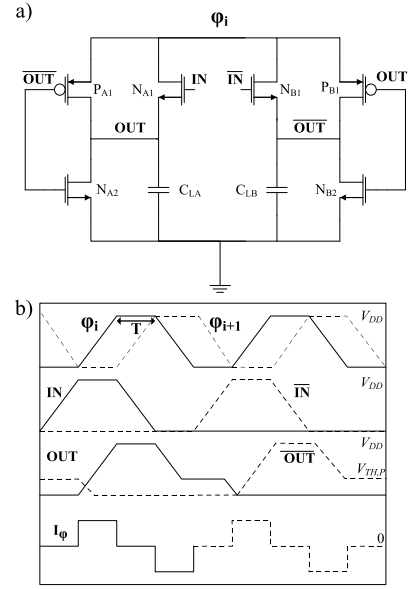 a)
φi
OUT
PA1
NA1
IN
IN
NB1
PB1
OUT
OUT
OUT
NA2
CLA
CLB
NB2
b)
φi
T
φi+1
VDD
IN
IN
VDD
OUT
OUT
VDD
VTH,P
Iφ
0